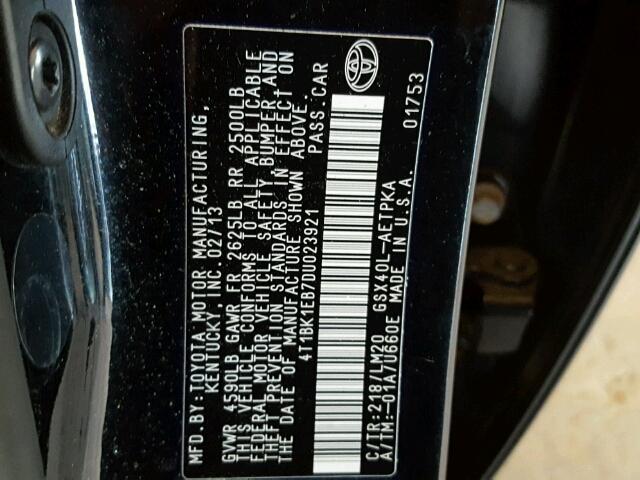 MFD.BY:TOYOTA MOTOR MANUFACTURING,
KENTUCKY, INC. 02/13
GVWR 4590LB GAWR FR 2625LB RR 2500LB
THIS VEHICLE CONFORMS TO ALL APPLICABLE
FEDERAL MOTOR VEHICLE SAFETY, BUMPER, AND
THEFT PREVENTION STANDARDS IN EFFECT ON
THE DATE OF MANUFACTURE SHOWN ABOVE.
4T1BK1EB7DU023921 PASS.CAR
C/TR:218/LM20 GSX40L-AETPKA
A/TM:-01A/U660E MADE IN U.S.A.
01753